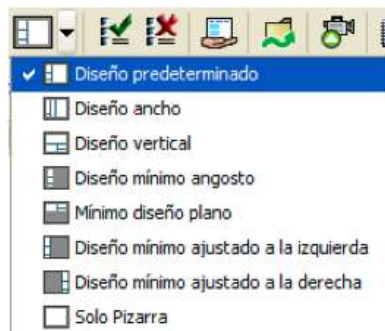 Diseño predeterminado
Diseño ancho
Diseño vertical
Diseño mínimo angosto
Mínimo diseño plano
Diseño mínimo ajustado a la izquierda
Diseño mínimo ajustado a la derecha
Solo Pizarra